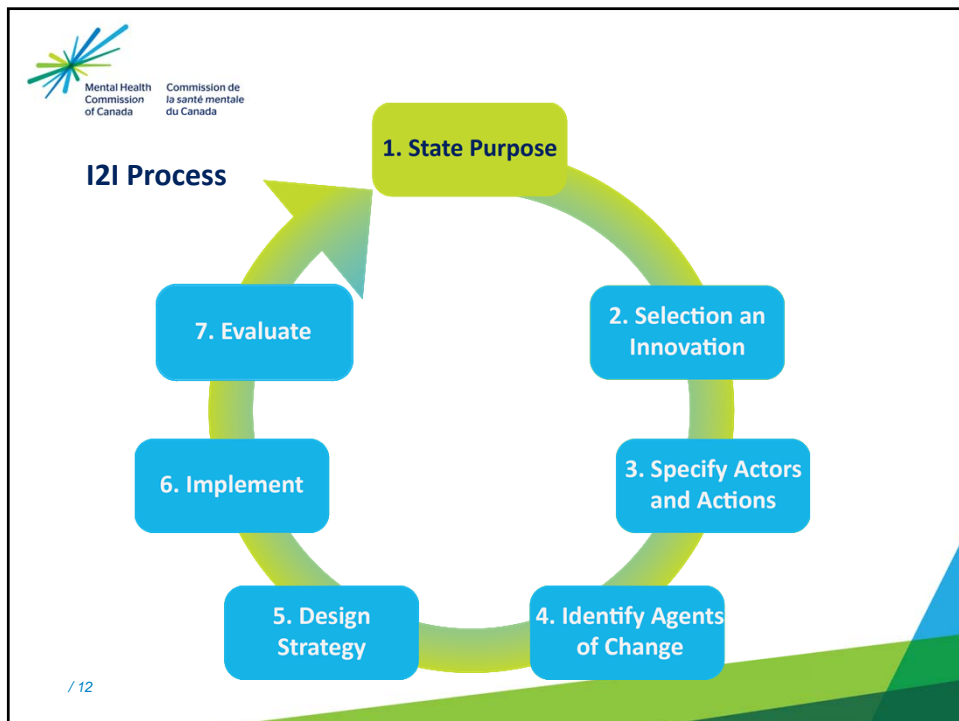 Mental Health
Commission
of Canada
Commission de
la santé mentale
du Canada
I2I Process
1. State Purpose
2. Selection an
Innovation
3. Specify Actors
and Actions
4. Identify Agents
of Change
5. Design
Strategy
6. Implement
7. Evaluate
/ 12